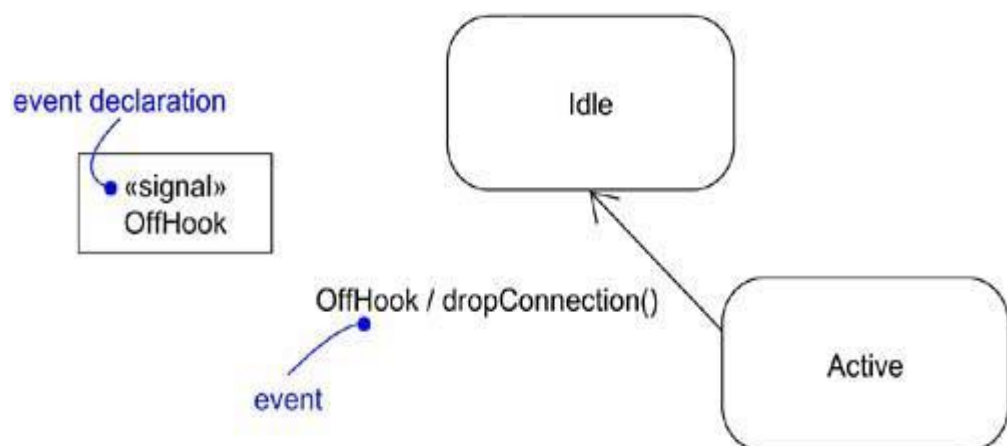 Idle
event declaration
«signal»
OffHook
OffHook / dropConnection()
Active
event